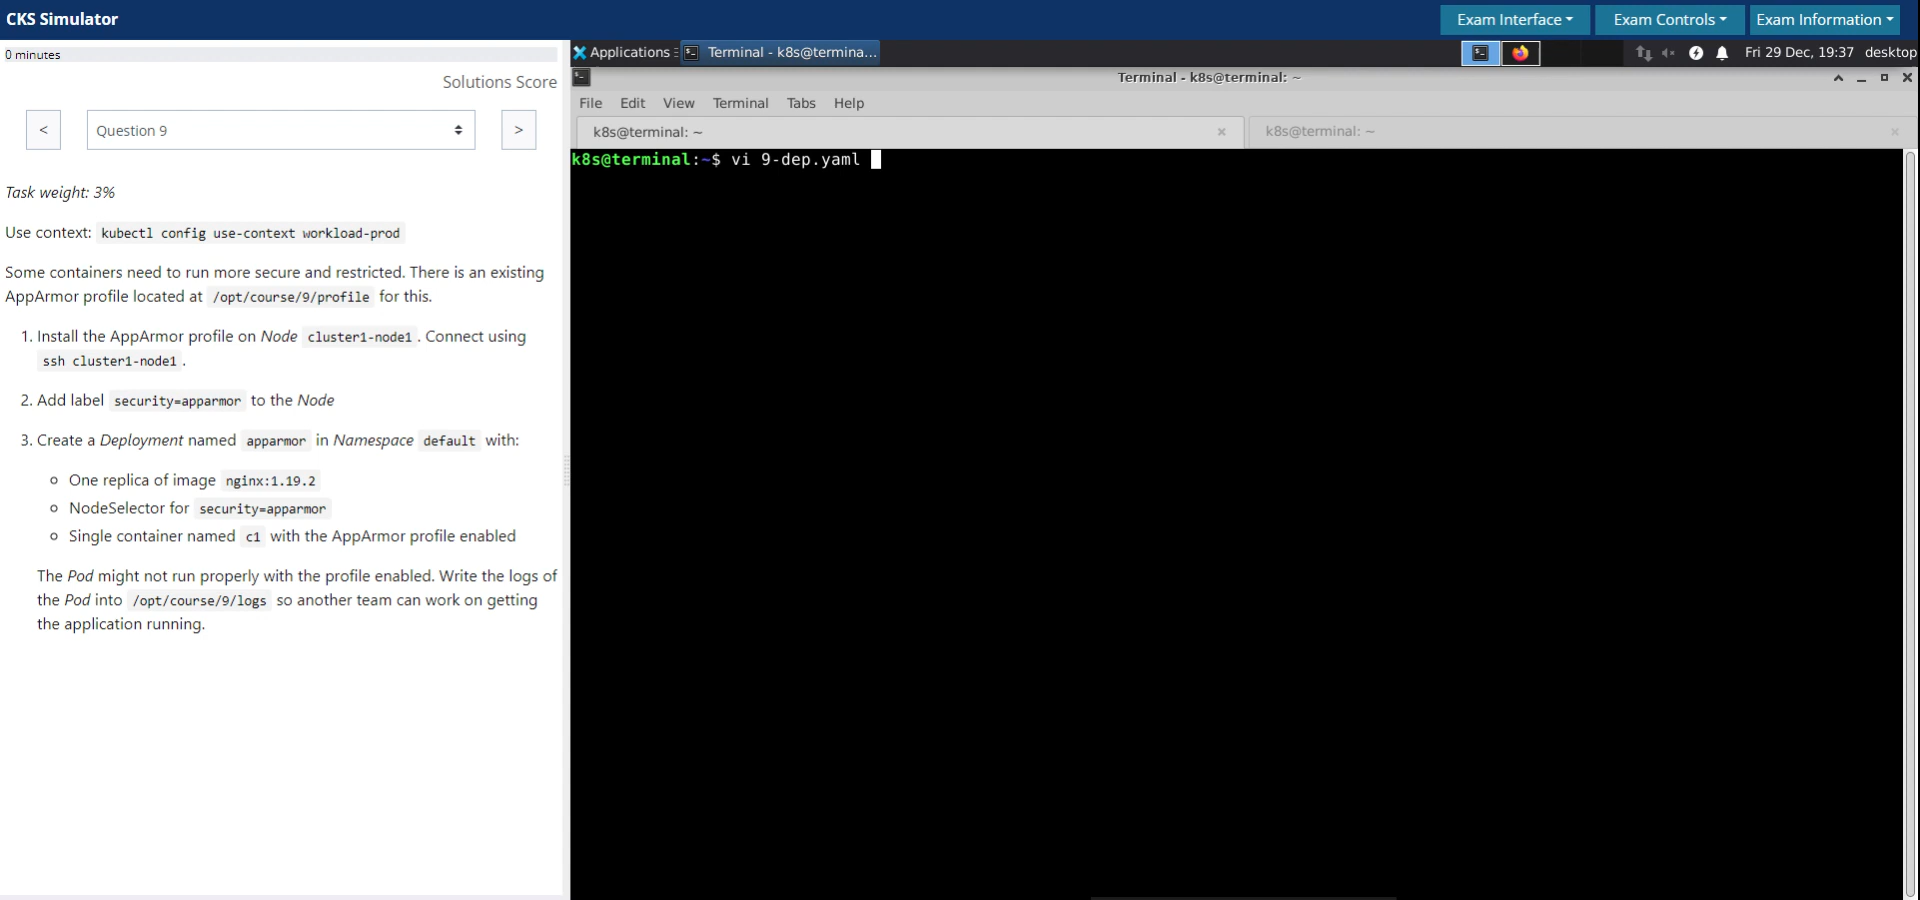 CKS Simulator
Exam Interface
Exam Controls
Exam Information
0 minutes
Solutions Score
<
Question 9
>
Task weight: 3%
Use context: kubectl config use-context workload-prod
Some containers need to run more secure and restricted. There is an existing
AppArmor profile located at /opt/course/9/profile for this.
1. Install the AppArmor profile on Node cluster1-node1 . Connect using
ssh cluster1-node1 .
2. Add label security=apparmor to the Node
3. Create a Deployment named apparmor in Namespace default with:
One replica of image nginx:1.19.2
NodeSelector for security=apparmor
Single container named c1 with the AppArmor profile enabled
The Pod might not run properly with the profile enabled. Write the logs of
the Pod into /opt/course/9/logs so another team can work on getting
the application running.
Applications
Terminal - k8s@termina...
Fri 29 Dec, 19:37
desktop
Terminal - k8s@terminal: ~
File Edit View Terminal Tabs Help
k8s@terminal: ~
k8s@terminal: ~
k8s@terminal:~$ vi 9-dep.yaml